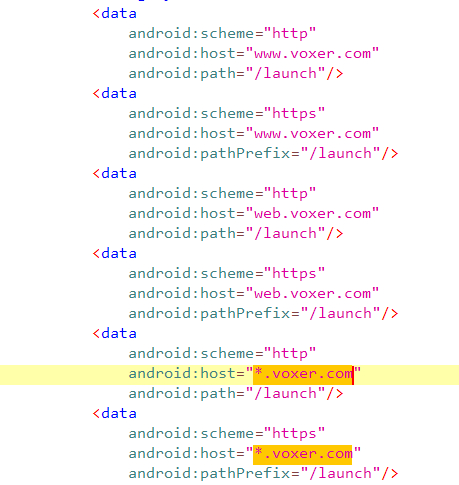 <data
android:scheme="http"
android:host="www.voxer.com"
android:path="/launch"/>
<data
android:scheme="https"
android:host="www.voxer.com"
android:pathPrefix="/launch"/>
<data
android:scheme="http"
android:host="web.voxer.com"
android:path="/launch"/>
<data
android:scheme="https"
android:host="web.voxer.com"
android:pathPrefix="/launch"/>
<data
android:scheme="http"
android:host="*.voxer.com"
android:path="/launch"/>
<data
android:scheme="https"
android:host="*.voxer.com"
android:pathPrefix="/launch"/>